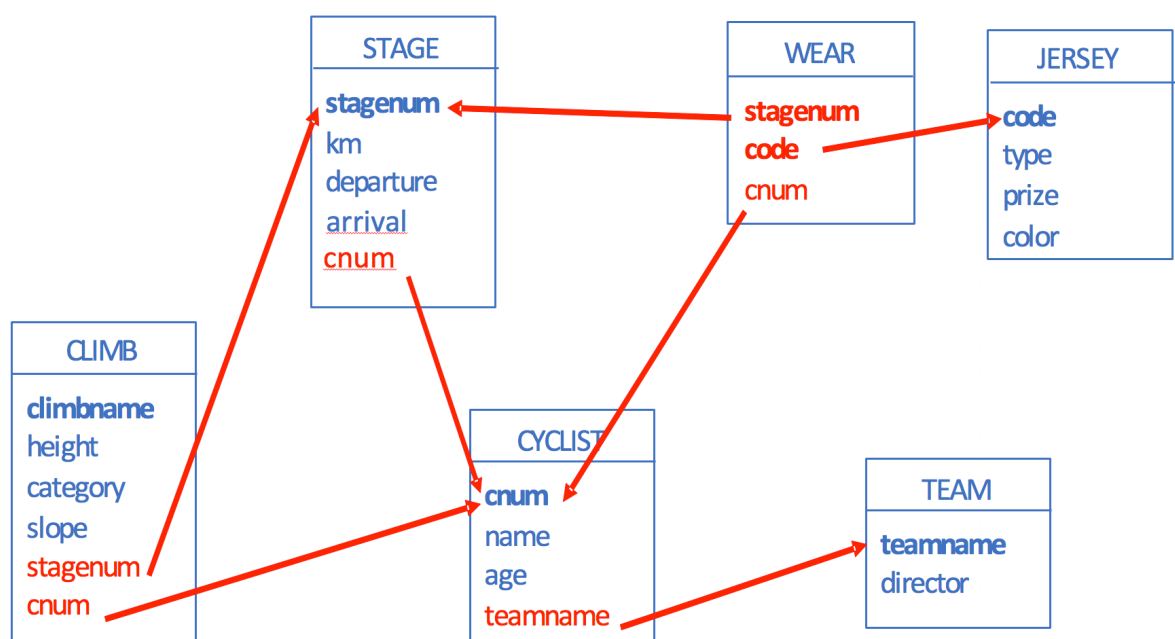 STAGE
stagenum
km
departure
arrival
cnum
WEAR
stagenum
code
cnum
JERSEY
code
type
prize
color
CLIMB
climbname
height
category
slope
stagenum
cnum
CYCLIST
cnum
name
age
teamname
TEAM
teamname
director